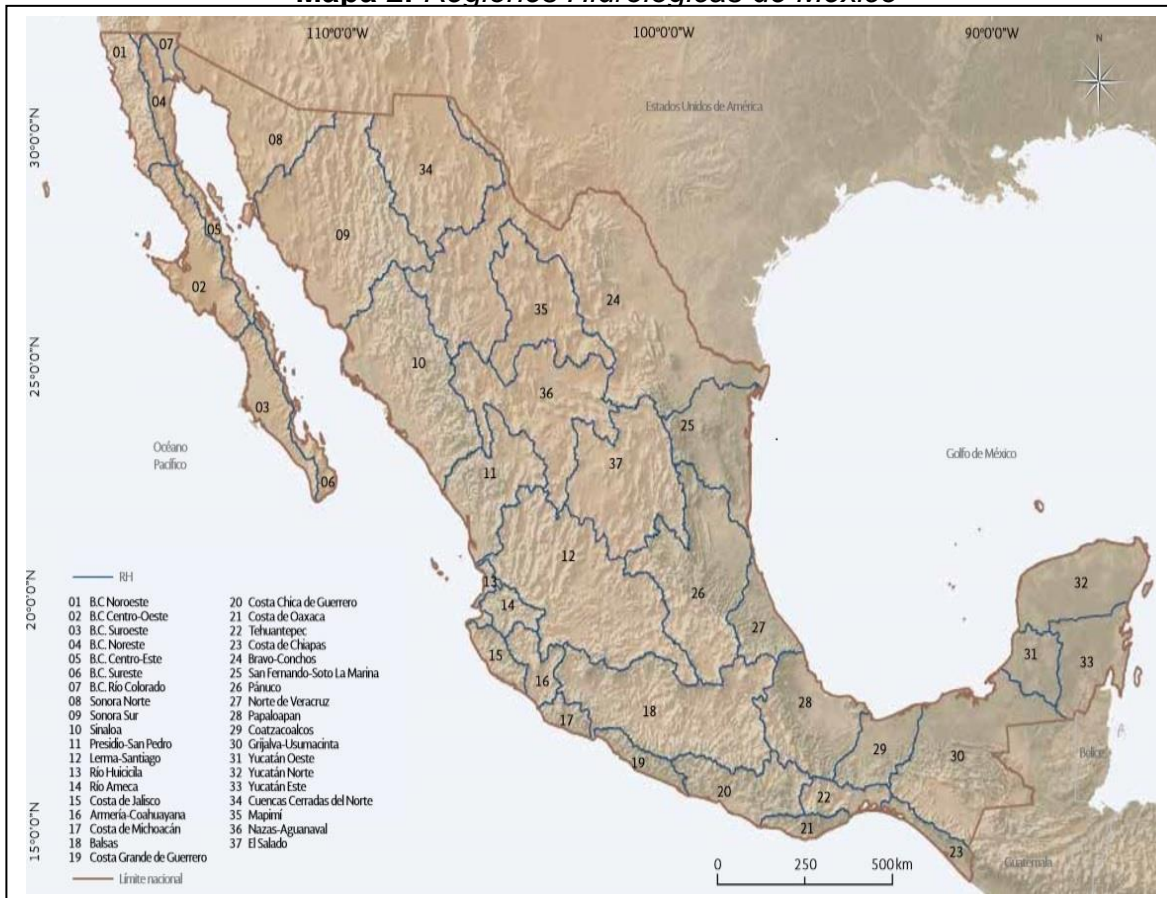 Mapa 2. Regiones Hidrológicas de México
110°0'0"W
100°0'0"W
90°0'0"W
N
30°0'0"N
25°0'0"N
20°0'0"N
15°0'0"N
Estados Unidos de América
Océano
Pacífico
Golfo de México
Belice
Guatemala
01
07
04
08
34
09
05
02
35
24
10
36
03
25
37
06
11
12
13
14
26
32
27
15
31
33
16
28
18
17
29
30
19
20
22
21
23
RH
01 B.C Noroeste
02 B.C Centro-Oeste
03 B.C. Suroeste
04 B.C. Noreste
05 B.C. Centro-Este
06 B.C. Sureste
07 B.C. Río Colorado
08 Sonora Norte
09 Sonora Sur
10 Sinaloa
11 Presidio-San Pedro
12 Lerma-Santiago
13 Río Huicicila
14 Río Ameca
15 Costa de Jalisco
16 Armería-Coahuayana
17 Costa de Michoacán
18 Balsas
19 Costa Grande de Guerrero
20 Costa Chica de Guerrero
21 Costa de Oaxaca
22 Tehuantepec
23 Costa de Chiapas
24 Bravo-Conchos
25 San Fernando-Soto La Marina
26 Pánuco
27 Norte de Veracruz
28 Papaloapan
29 Coatzacoalcos
30 Grijalva-Usumacinta
31 Yucatán Oeste
32 Yucatán Norte
33 Yucatán Este
34 Cuencas Cerradas del Norte
35 Mapimí
36 Nazas-Aguanaval
37 El Salado
Límite nacional
0 250 500 km